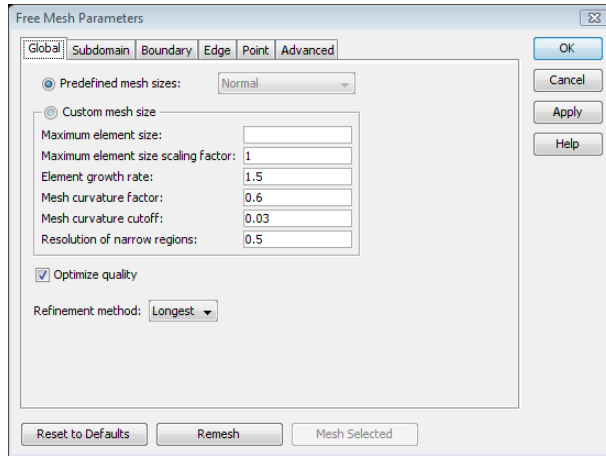 Free Mesh Parameters
Global Subdomain Boundary Edge Point Advanced
OK
Cancel
Apply
Help
Predefined mesh sizes: Normal
Custom mesh size
Maximum element size:
Maximum element size scaling factor: 1
Element growth rate: 1.5
Mesh curvature factor: 0.6
Mesh curvature cutoff: 0.03
Resolution of narrow regions: 0.5
Optimize quality
Refinement method: Longest
Reset to Defaults Remesh Mesh Selected